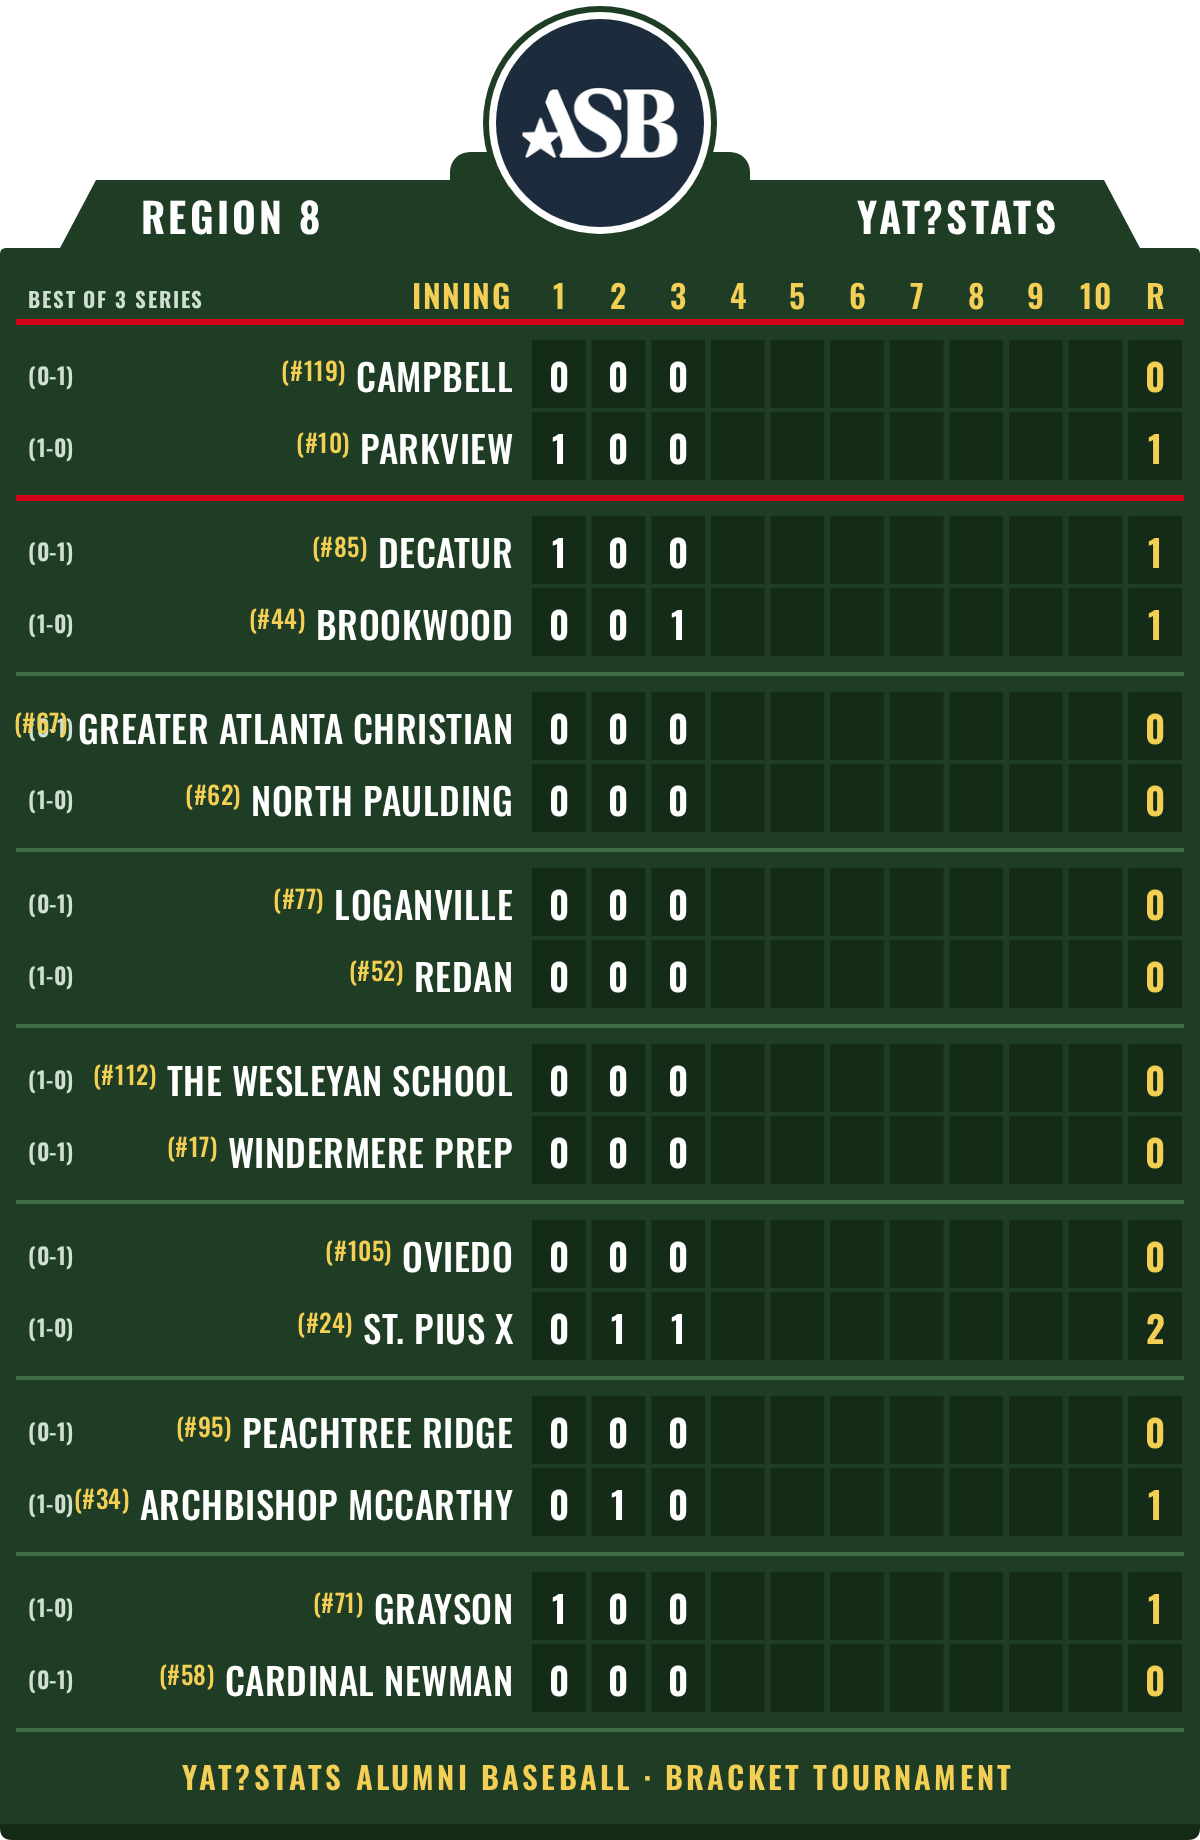 ASB
REGION 8 YAT?STATS
BEST OF 3 SERIES INNING 1 2 3 4 5 6 7 8 9 10 R
(0-1) (#119) CAMPBELL 0 0 0 0
(1-0) (#10) PARKVIEW 1 0 0 1
(0-1) (#85) DECATUR 1 0 0 1
(1-0) (#44) BROOKWOOD 0 0 1 1
(0-1) (#67) GREATER ATLANTA CHRISTIAN 0 0 0 0
(1-0) (#62) NORTH PAULDING 0 0 0 0
(0-1) (#77) LOGANVILLE 0 0 0 0
(1-0) (#52) REDAN 0 0 0 0
(1-0) (#112) THE WESLEYAN SCHOOL 0 0 0 0
(0-1) (#17) WINDERMERE PREP 0 0 0 0
(0-1) (#105) OVIEDO 0 0 0 0
(1-0) (#24) ST. PIUS X 0 1 1 2
(0-1) (#95) PEACHTREE RIDGE 0 0 0 0
(1-0) (#34) ARCHBISHOP MCCARTHY 0 1 0 1
(1-0) (#71) GRAYSON 1 0 0 1
(0-1) (#58) CARDINAL NEWMAN 0 0 0 0
YAT?STATS ALUMNI BASEBALL · BRACKET TOURNAMENT